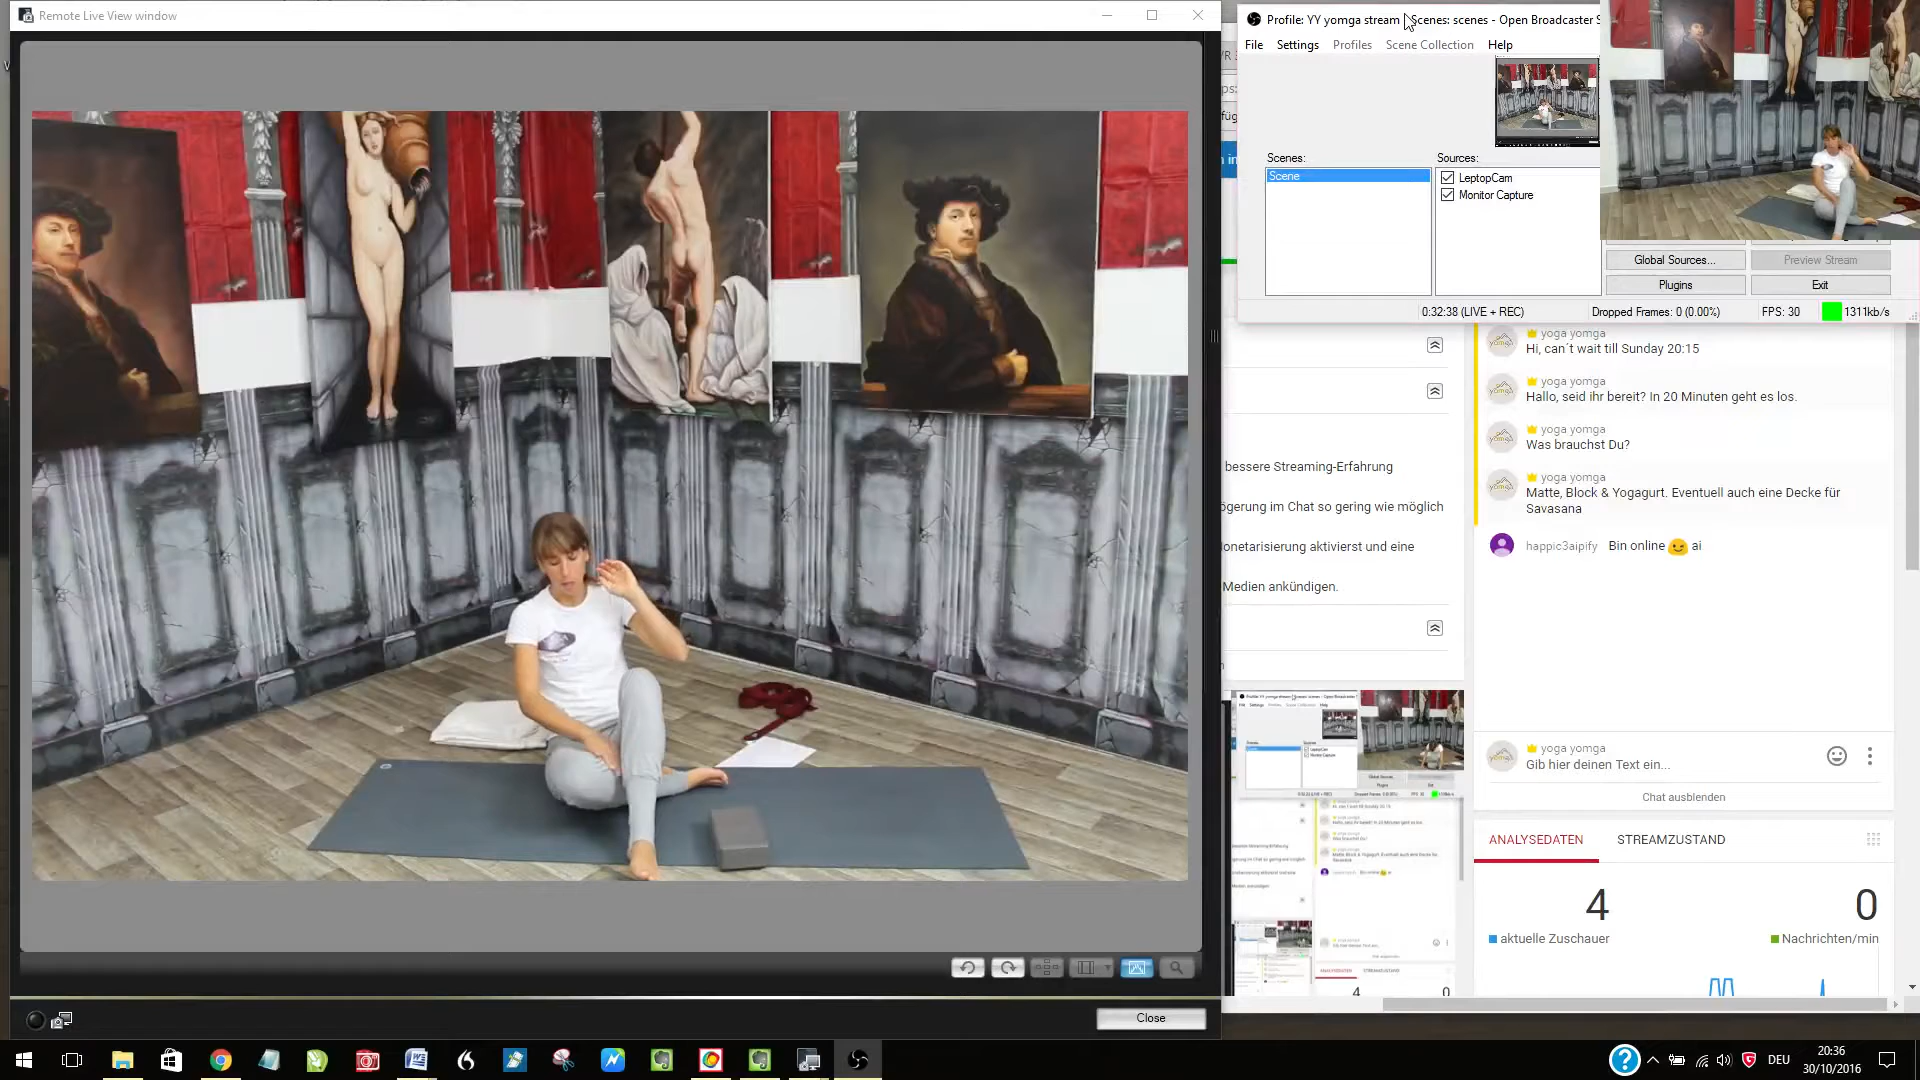 Remote Live View window
Profile: YY yomga stream
Scenes: scenes - Open Broadcaster S
File Settings Profiles Scene Collection Help
Scenes:
Sources:
Scene
LeptopCam
Monitor Capture
Global Sources...
Preview Stream
Plugins
Exit
0:32:38 (LIVE + REC)
Dropped Frames: 0 (0.00%)
FPS: 30
1311kb/s
yoga yomga
Hi, can´t wait till Sunday 20:15
yoga yomga
Hallo, seid ihr bereit? In 20 Minuten geht es los.
yoga yomga
Was brauchst Du?
yoga yomga
Matte, Block & Yogagurt. Eventuell auch eine Decke für
Savasana
happic3aipify Bin online 😉 ai
bessere Streaming-Erfahrung
ögerung im Chat so gering wie möglich
onetarisierung aktivierst und eine
Medien ankündigen.
yoga yomga
Gib hier deinen Text ein...
Chat ausblenden
ANALYSEDATEN STREAMZUSTAND
4
0
aktuelle Zuschauer
Nachrichten/min
Close
DEU
20:36
30/10/2016